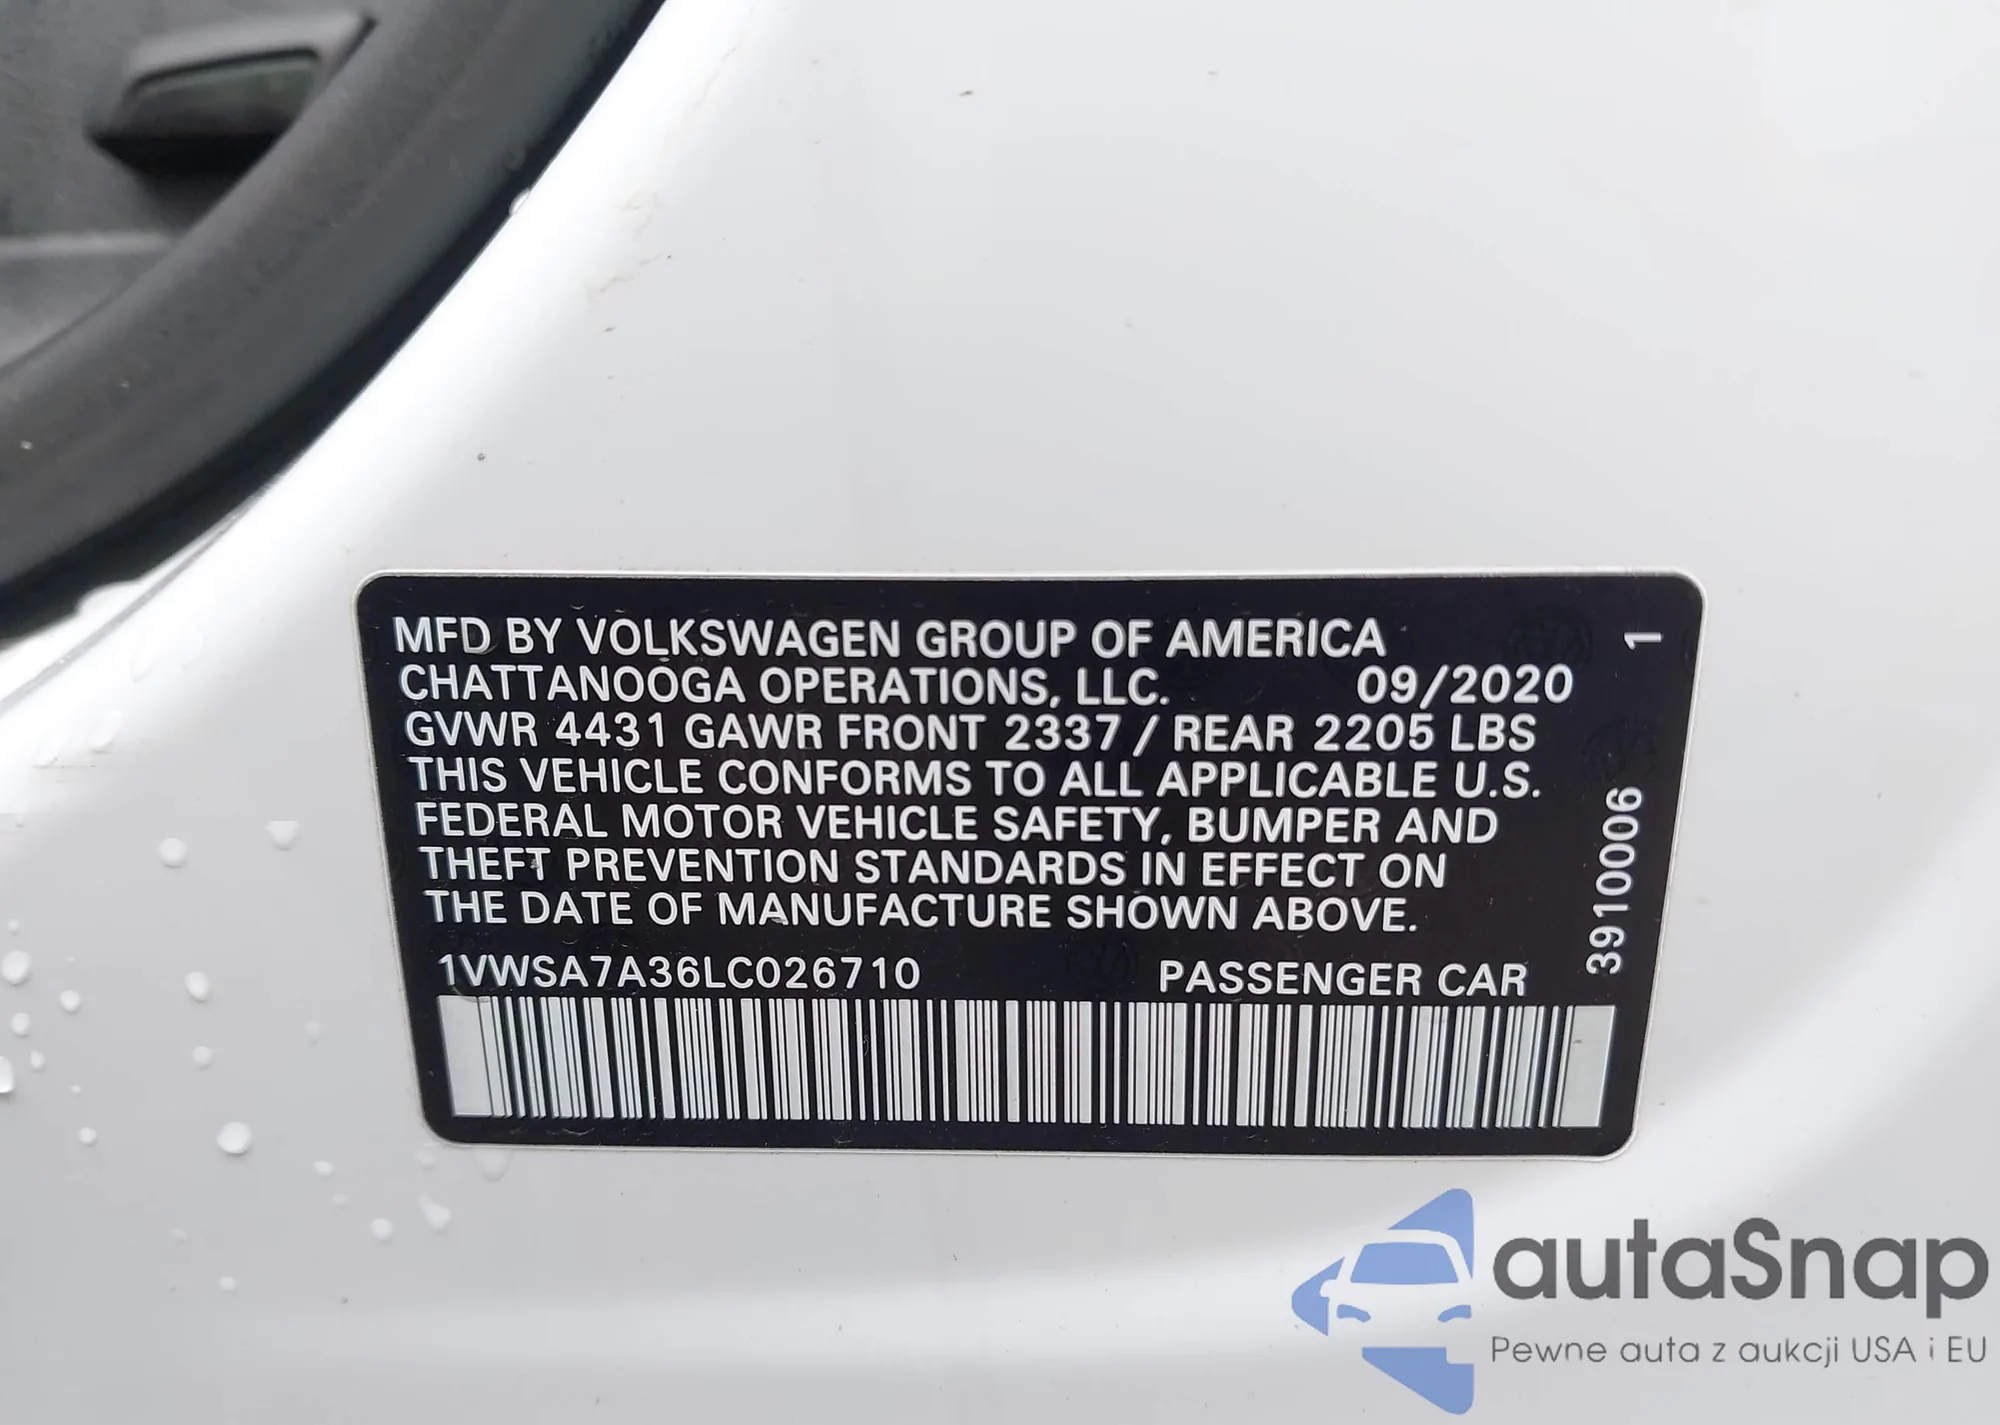 MFD BY VOLKSWAGEN GROUP OF AMERICA
CHATTANOOGA OPERATIONS, LLC. 09/2020
GVWR 4431 GAWR FRONT 2337 / REAR 2205 LBS
THIS VEHICLE CONFORMS TO ALL APPLICABLE U.S.
FEDERAL MOTOR VEHICLE SAFETY, BUMPER AND
THEFT PREVENTION STANDARDS IN EFFECT ON
THE DATE OF MANUFACTURE SHOWN ABOVE.
1VWSA7A36LC026710 PASSENGER CAR
39100006 1
autaSnap
Pewne auta z aukcji USA i EU